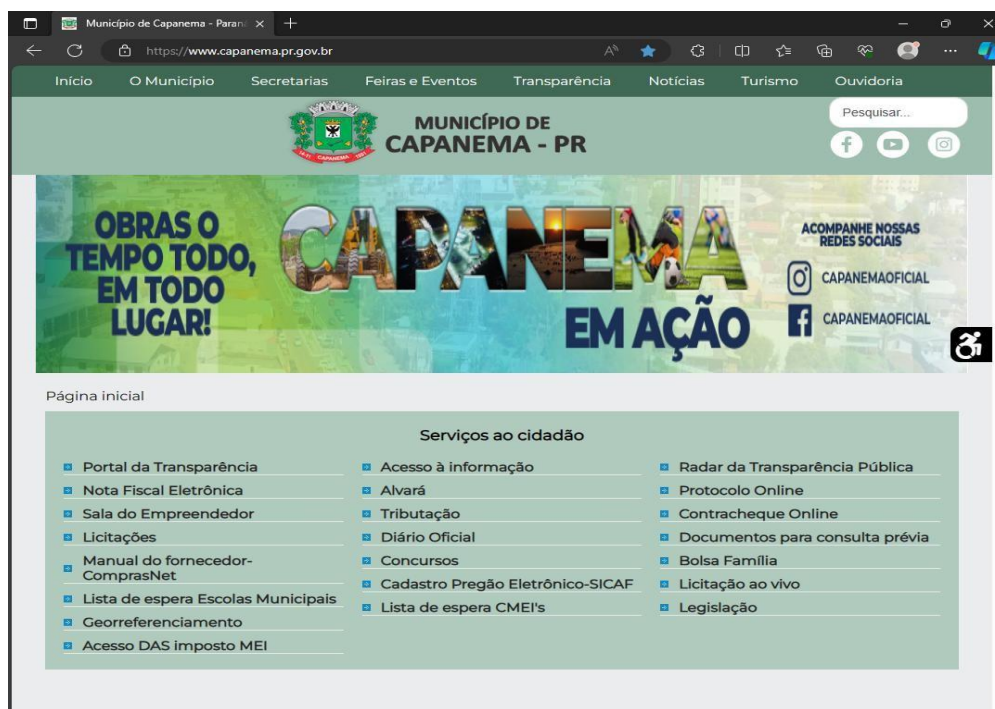 Município de Capanema - Paraná
https://www.capanema.pr.gov.br
Início O Município Secretarias Feiras e Eventos Transparência Notícias Turismo Ouvidoria
MUNICÍPIO DE
CAPANEMA - PR
Pesquisar...
OBRAS O
TEMPO TODO,
EM TODO
LUGAR!
CAPANEMA
EM AÇÃO
ACOMPANHE NOSSAS
REDES SOCIAIS
CAPANEMAOFICIAL
CAPANEMAOFICIAL
Página inicial
Serviços ao cidadão
Portal da Transparência
Nota Fiscal Eletrônica
Sala do Empreendedor
Licitações
Manual do fornecedor-
ComprasNet
Lista de espera Escolas Municipais
Georreferenciamento
Acesso DAS imposto MEI
Acesso à informação
Alvará
Tributação
Diário Oficial
Concursos
Cadastro Pregão Eletrônico-SICAF
Lista de espera CMEI's
Radar da Transparência Pública
Protocolo Online
Contracheque Online
Documentos para consulta prévia
Bolsa Família
Licitação ao vivo
Legislação